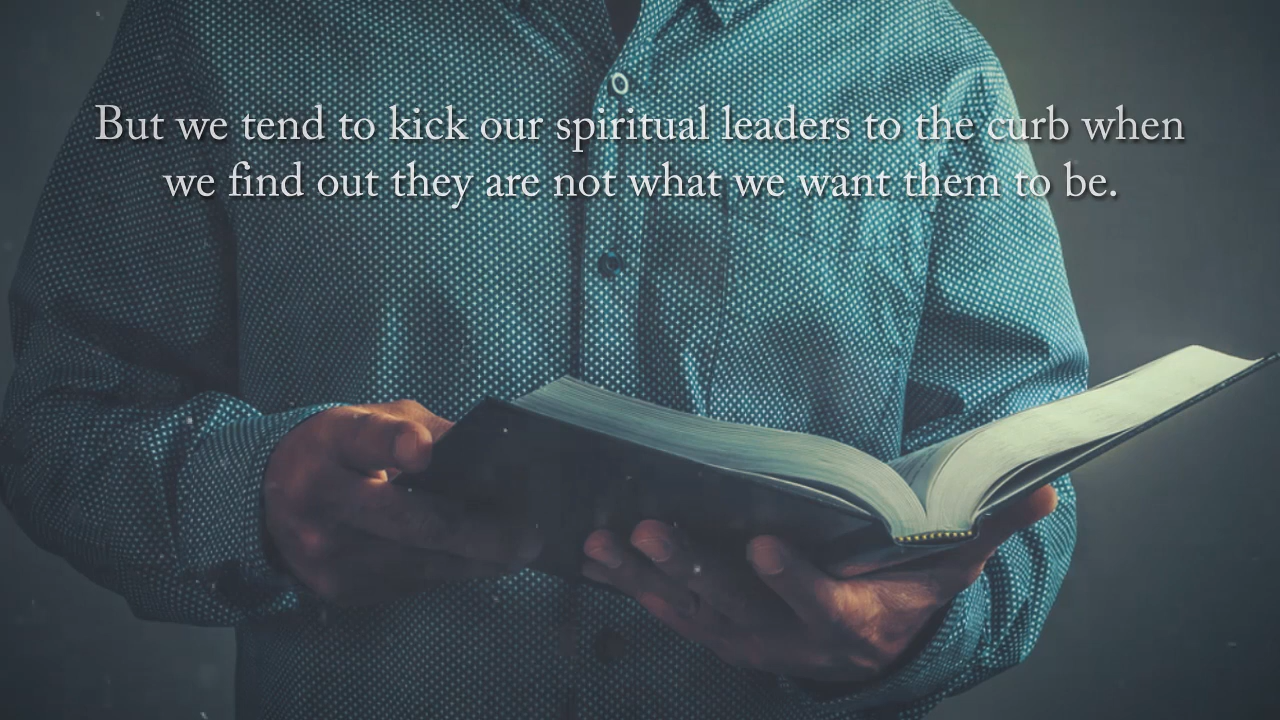 But we tend to kick our spiritual leaders to the curb when
we find out they are not what we want them to be.